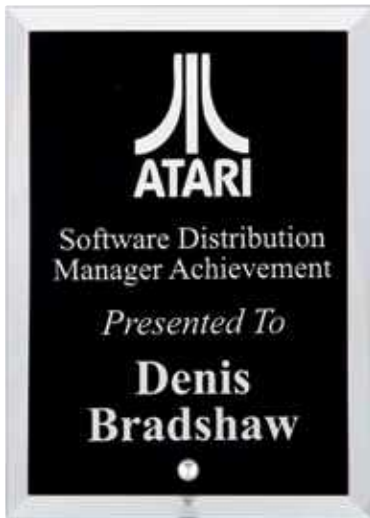 ATARI
Software Distribution
Manager Achievement
Presented To
Denis
Bradshaw